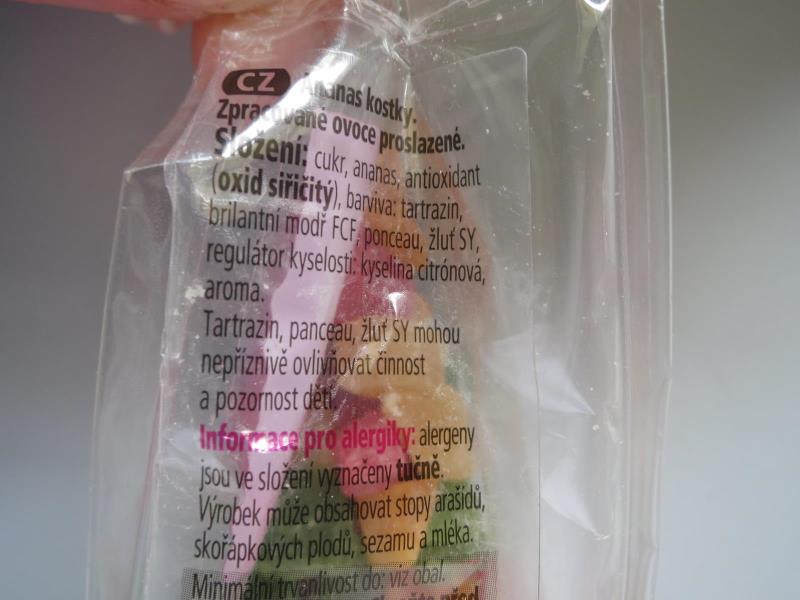 CZ Ananas kostky.
Zpracované ovoce proslazené.
Složení: cukr, ananas, antioxidant
(oxid siřičitý), barviva: tartrazin,
brilantní modř FCF, ponceau, žluť SY,
regulátor kyselosti: kyselina citrónová,
aroma.
Tartrazin, panceau, žluť SY mohou
nepříznivě ovlivňovat činnost
a pozornost dětí.
Informace pro alergiky: alergeny
jsou ve složení vyznačeny tučně.
Výrobek může obsahovat stopy arašídů,
skořápkových plodů, sezamu a mléka.
Minimální trvanlivost do: viz obal.
před